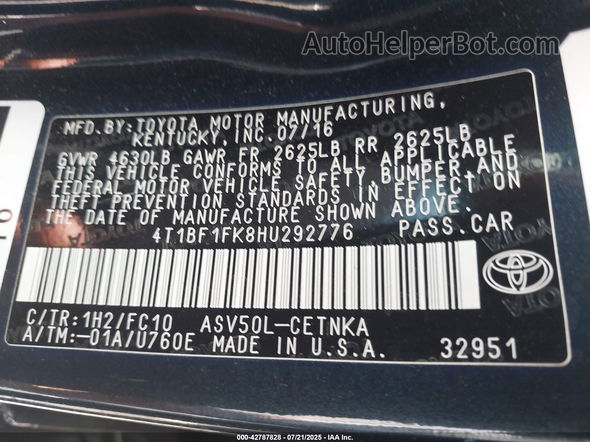 AutoHelperBot.com
MFD.BY: TOYOTA MOTOR MANUFACTURING,
KENTUCKY, INC. 07/16
GVWR 4630LB GAWR FR 2625LB RR 2625LB
THIS VEHICLE CONFORMS TO ALL APPLICABLE
FEDERAL MOTOR VEHICLE SAFETY, BUMPER, AND
THEFT PREVENTION STANDARDS IN EFFECT ON
THE DATE OF MANUFACTURE SHOWN ABOVE.
4T1BF1FK8HU292776 PASS.CAR
C/TR:1H2/FC10 ASV50L-CETNKA
A/TM:-01A/U760E MADE IN U.S.A. 32951
000-42787828 - 07/21/2025 - IAA Inc.